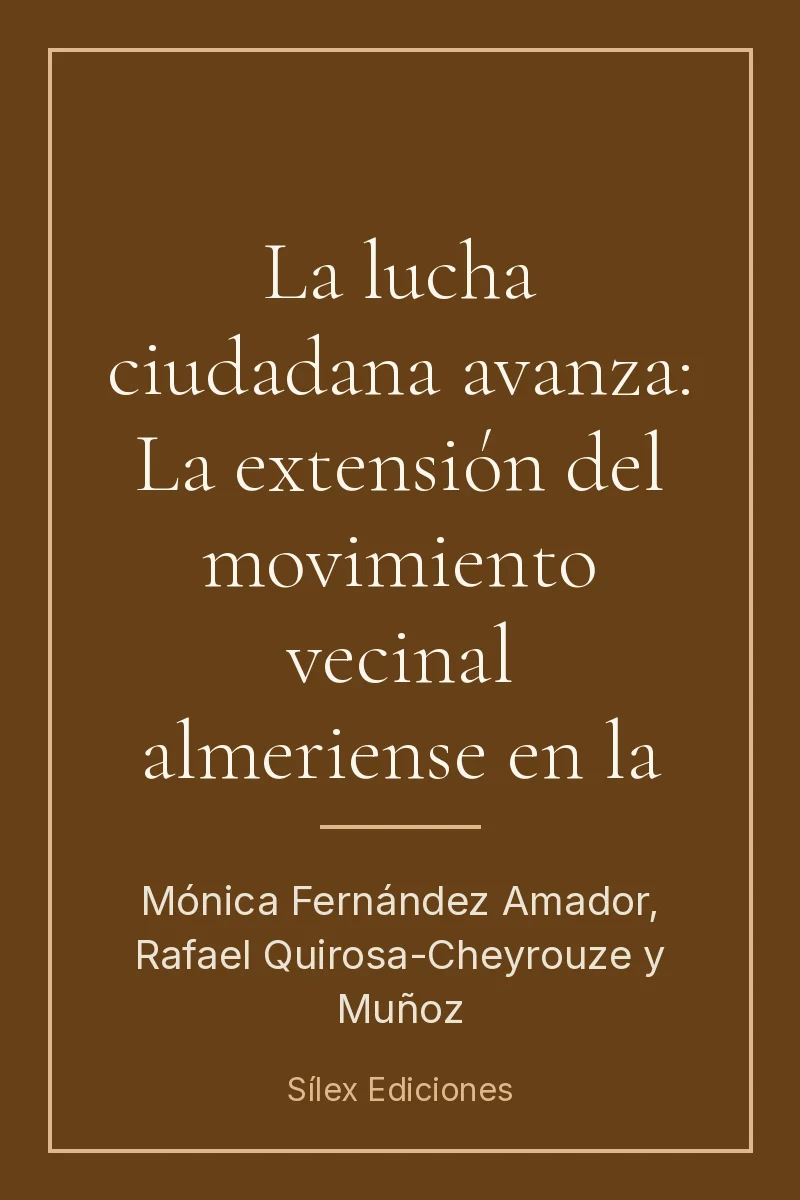 La lucha
ciudadana avanza:
La extensión del
movimiento
vecinal
almeriense en la
Mónica Fernández Amador,
Rafael Quirosa-Cheyrouze y
Muñoz
Sílex Ediciones